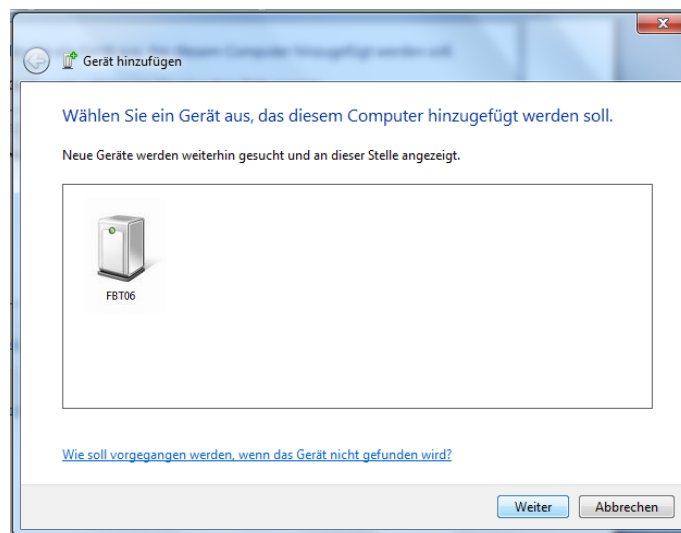 Gerät hinzufügen
Wählen Sie ein Gerät aus, das diesem Computer hinzugefügt werden soll.
Neue Geräte werden weiterhin gesucht und an dieser Stelle angezeigt.
FBT06
Wie soll vorgegangen werden, wenn das Gerät nicht gefunden wird?
Weiter
Abbrechen